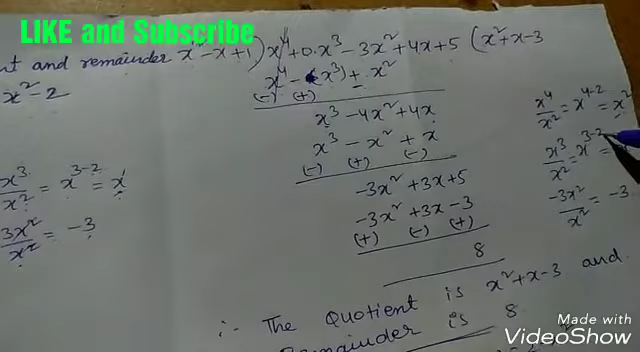 LIKE and Subscribe
nt and remainder x² - x + 1 ) x⁴ + 0·x³ - 3x² + 4x + 5 ( x² + x - 3
x² - 2
x⁴ - x³ + x²
(-) (+) -
x³ - 4x² + 4x
x³ - x² + x
(-) (+) (-)
-3x² + 3x + 5
-3x² + 3x - 3
(+) (-) (+)
8
x⁴/x² = x⁴⁻² = x²
x³/x² = x³⁻² =
-3x²/x² = -3
x³/x² = x³⁻² = x
3x²/x² = -3
∴ The Quotient is x² + x - 3 and
Remainder is 8
Made with
VideoShow